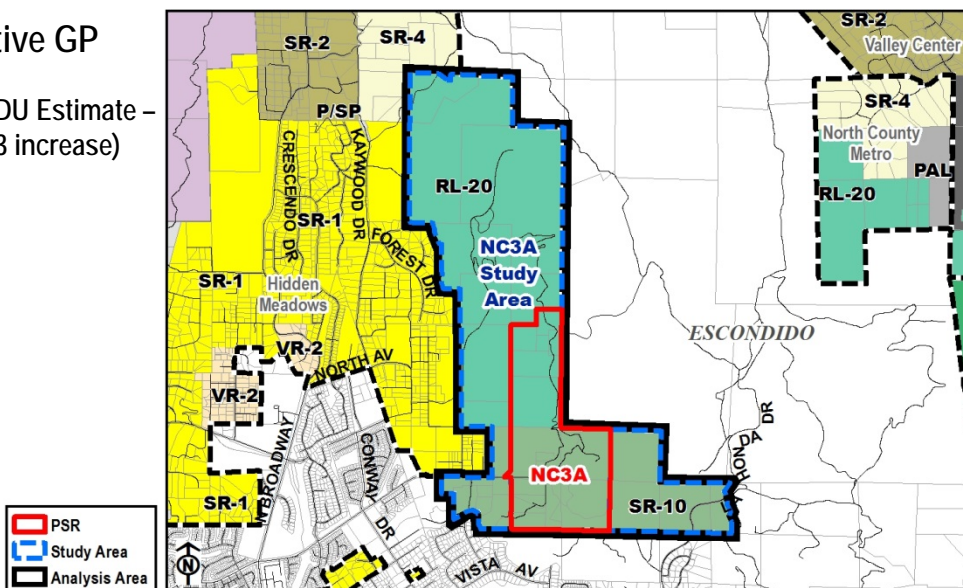 tive GP
DU Estimate –
3 increase)
SR-2
SR-4
SR-2
Valley Center
P/SP
SR-4
North County
Metro
PAL
RL-20
CRESCENDO DR
KAYWOOD DR
RL-20
SR-1
FOREST DR
NC3A
Study
Area
SR-1
Hidden
Meadows
ESCONDIDO
VR-2
NORTH AV
VR-2
N BROADWAY
CONWAY
DR
NC3A
SR-1
SR-10
DR
VISTA AV
PSR
Study Area
Analysis Area
N